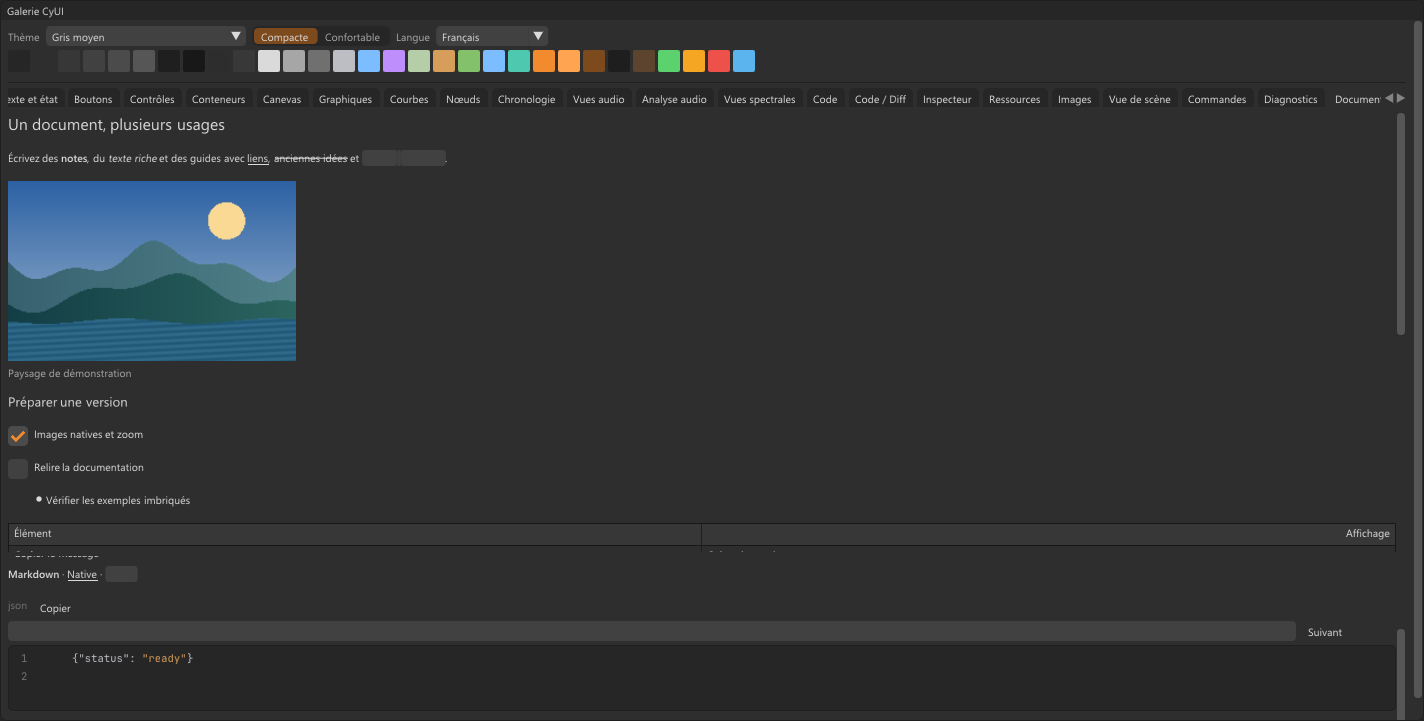 Galerie CyUI
Thème Gris moyen Compacte Confortable Langue Français
exte et état Boutons Contrôles Conteneurs Canevas Graphiques Courbes Nœuds Chronologie Vues audio Analyse audio Vues spectrales Code Code / Diff Inspecteur Ressources Images Vue de scène Commandes Diagnostics Document
Un document, plusieurs usages
Écrivez des notes, du texte riche et des guides avec liens, anciennes idées et .
Paysage de démonstration
Préparer une version
Images natives et zoom
Relire la documentation
• Vérifier les exemples imbriqués
Élément Affichage
Copier le message
Markdown · Native ·
json Copier
Suivant
1 {"status": "ready"}
2